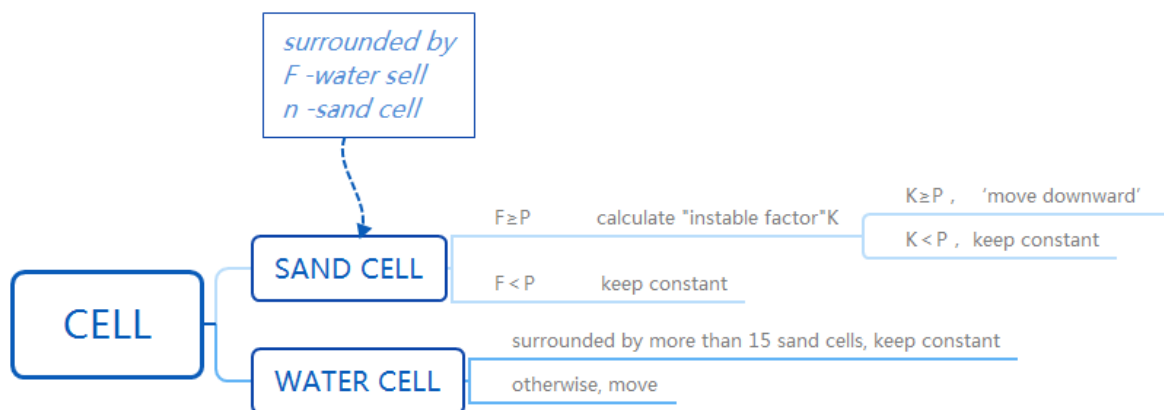 surrounded by
F -water sell
n -sand cell
K≥P , ‘move downward’
F≥P calculate "instable factor"K
K<P , keep constant
SAND CELL
F<P keep constant
CELL
surrounded by more than 15 sand cells, keep constant
WATER CELL
otherwise, move